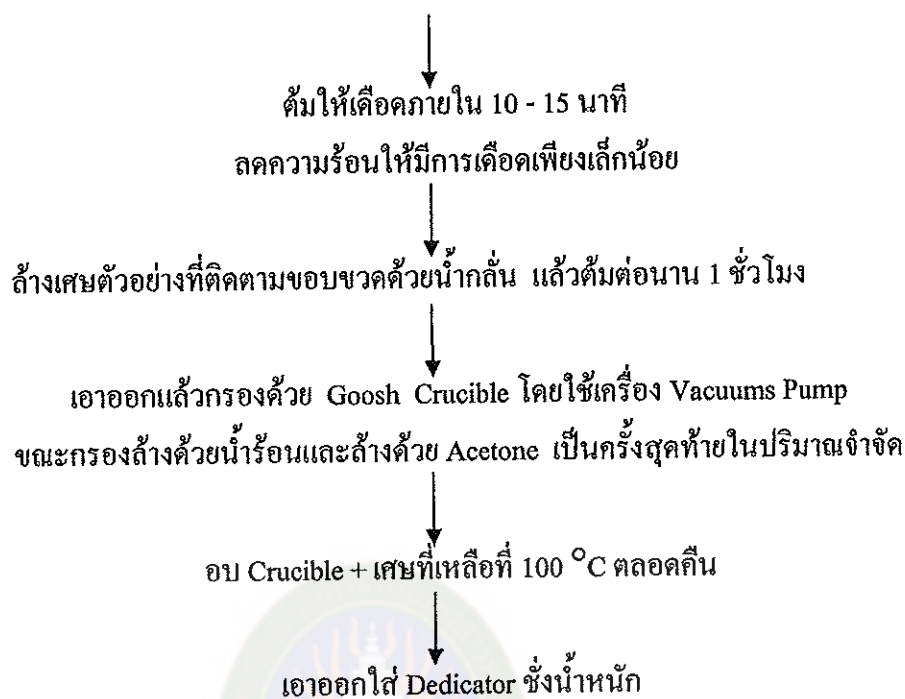 ต้มให้เดือดภายใน 10 - 15 นาที
ลดความร้อนให้มีการเดือดเพียงเล็กน้อย
ล้างเศษตัวอย่างที่ติดตามขอบขวดด้วยน้ำกลั่น แล้วต้มต่อนาน 1 ชั่วโมง
เอาออกแล้วกรองด้วย Goosh Crucible โดยใช้เครื่อง Vacuums Pump
ขณะกรองล้างด้วยน้ำร้อนและล้างด้วย Acetone เป็นครั้งสุดท้ายในปริมาณจำจัด
อบ Crucible + เศษที่เหลือที่ 100 °C ตลอดคืน
เอาออกใส่ Dedicator ชั่งน้ำหนัก